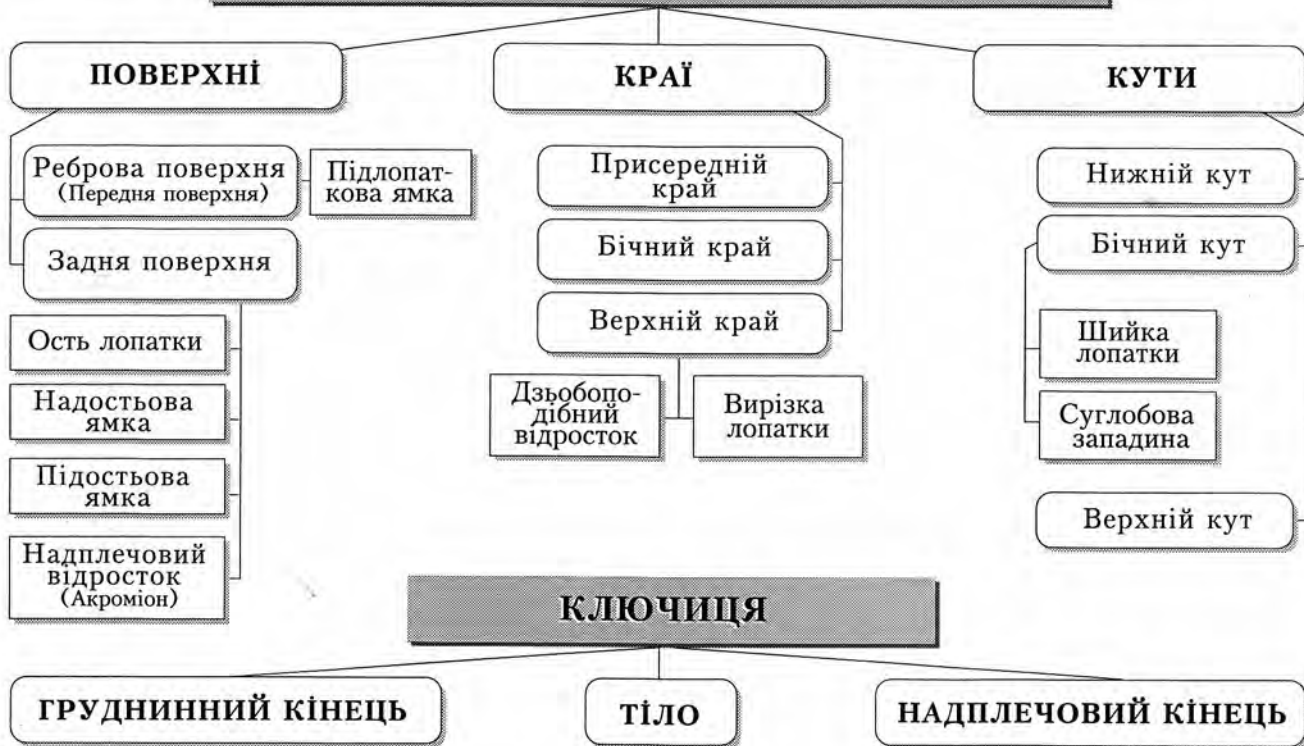 ПОВЕРХНІ
КРАЇ
КУТИ
Реброва поверхня
(Передня поверхня)
Підлопат-
кова ямка
Задня поверхня
Ость лопатки
Надостьова
ямка
Підостьова
ямка
Надплечовий
відросток
(Акроміон)
Присередній
край
Бічний край
Верхній край
Дзьобопо-
дібний
відросток
Вирізка
лопатки
Нижній кут
Бічний кут
Шийка
лопатки
Суглобова
западина
Верхній кут
КЛЮЧИЦЯ
ГРУДНИННИЙ КІНЕЦЬ
ТІЛО
НАДПЛЕЧОВИЙ КІНЕЦЬ